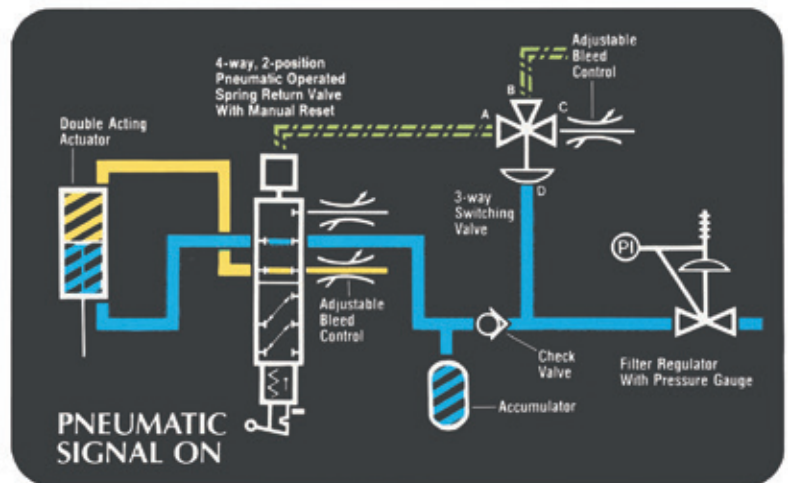 4-way, 2-position
Pneumatic Operated
Spring Return Valve
With Manual Reset
Adjustable
Bleed
Control
B
A
C
Double Acting
Actuator
D
3-way
Switching
Valve
PI
Adjustable
Bleed
Control
Check
Valve
Filter Regulator
With Pressure Gauge
Accumulator
PNEUMATIC
SIGNAL ON